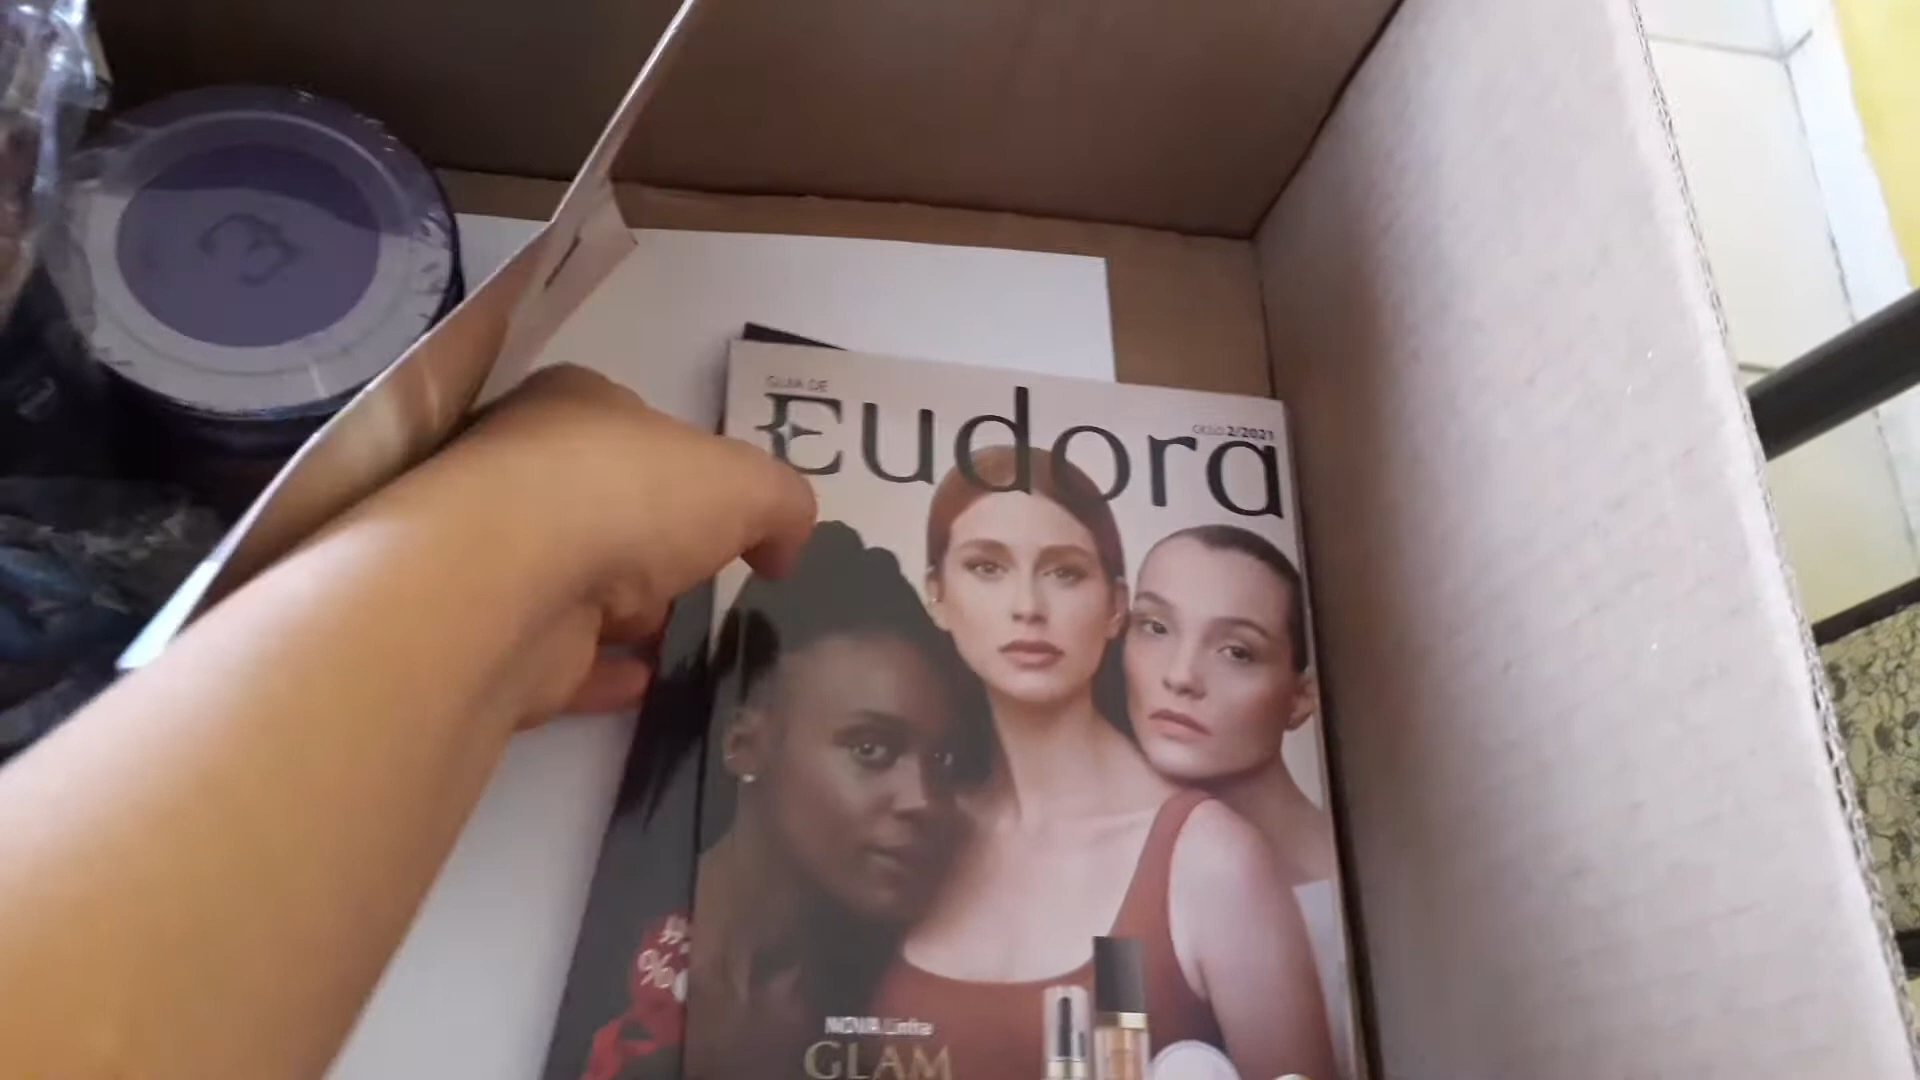 GUIA DE
Eudora
CICLO 2/2021
NOVA Linha
GLAM
%